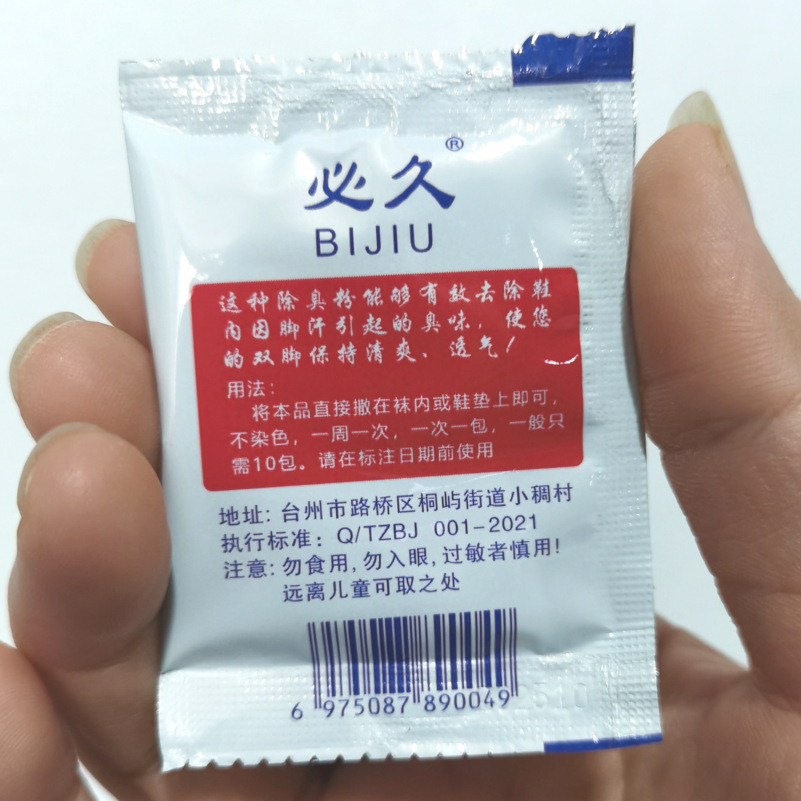 必久®
BIJIU
这种除臭粉能够有效去除鞋
内因脚汗引起的臭味，使您
的双脚保持清爽、透气！
用法：
将本品直接撒在袜内或鞋垫上即可，
不染色，一周一次，一次一包，一般只
需10包。请在标注日期前使用
地址：台州市路桥区桐屿街道小稠村
执行标准：Q/TZBJ 001-2021
注意：勿食用，勿入眼，过敏者慎用！
远离儿童可取之处
6 975087 890049